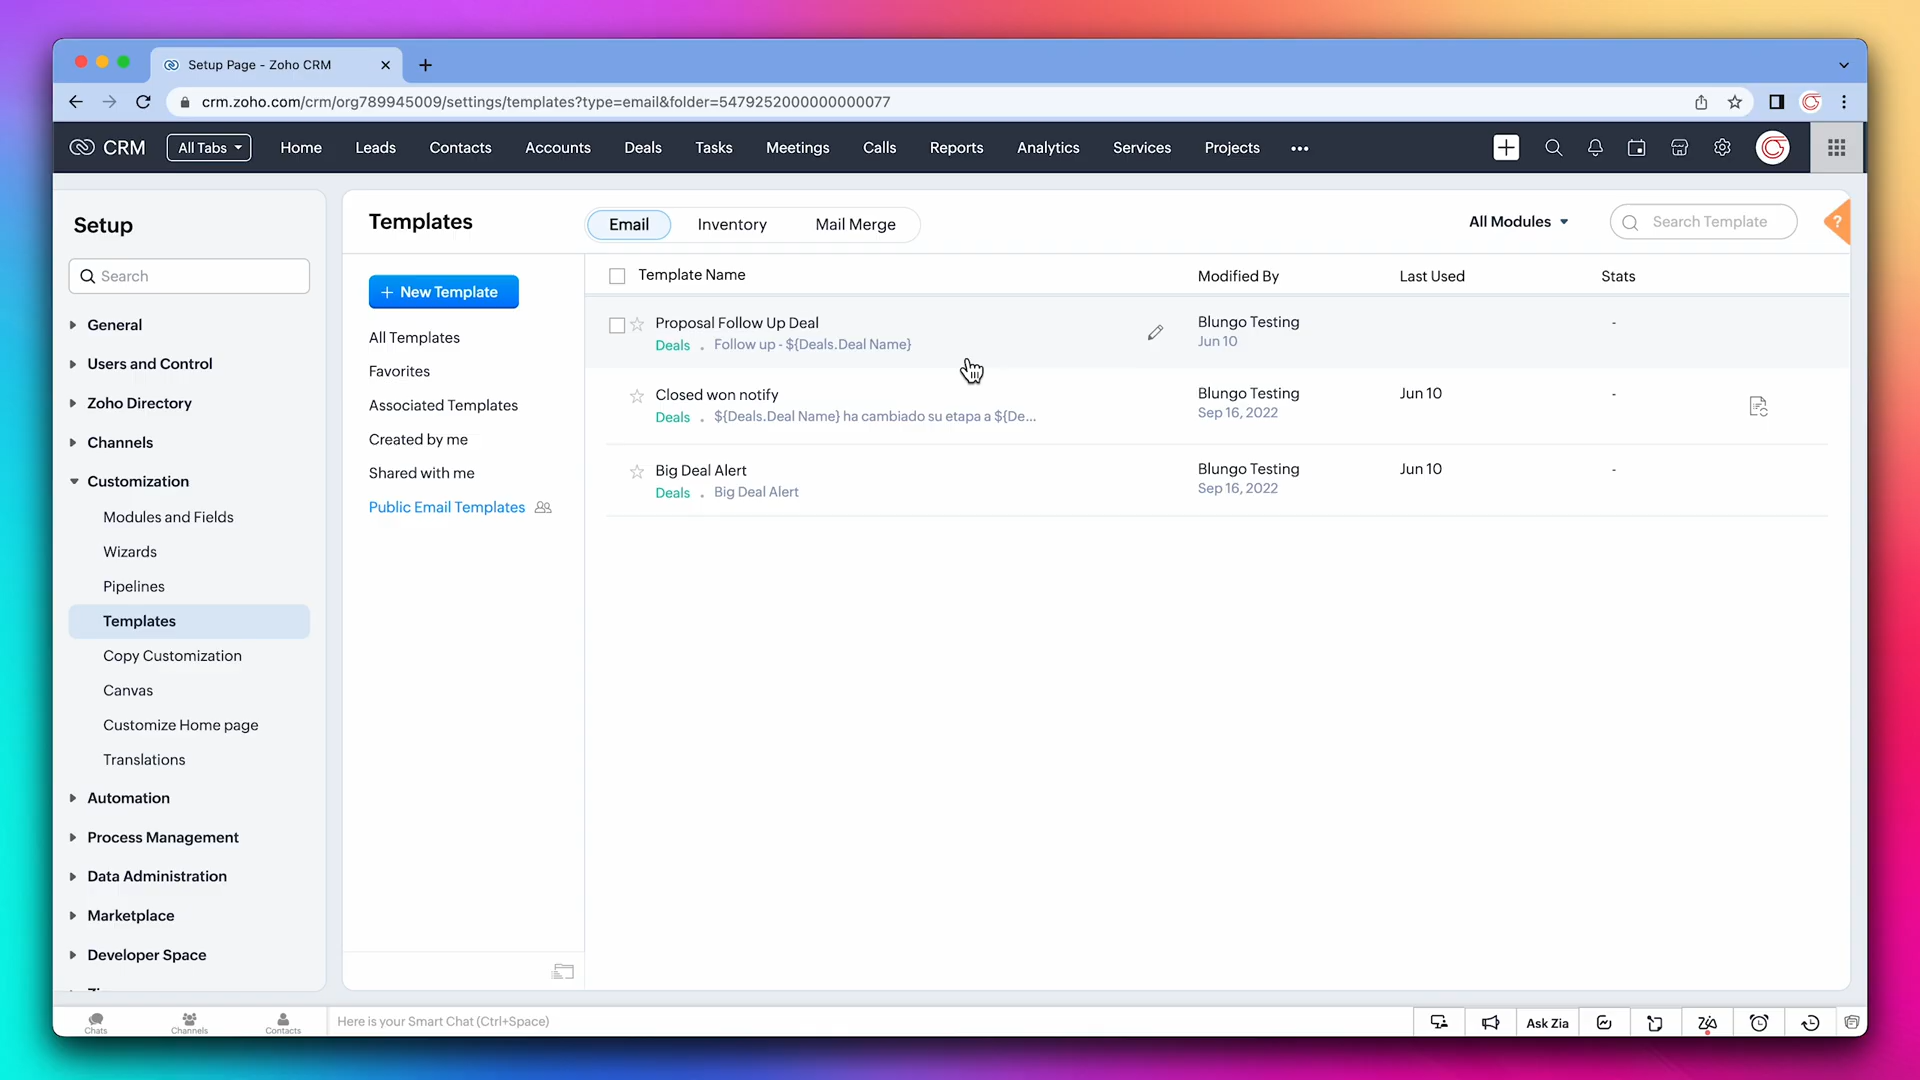 Setup Page - Zoho CRM
crm.zoho.com/crm/org789945009/settings/templates?type=email&folder=5479252000000000077
CRM
All Tabs
Home
Leads
Contacts
Accounts
Deals
Tasks
Meetings
Calls
Reports
Analytics
Services
Projects
Setup
Search
General
Users and Control
Zoho Directory
Channels
Customization
Modules and Fields
Wizards
Pipelines
Templates
Copy Customization
Canvas
Customize Home page
Translations
Automation
Process Management
Data Administration
Marketplace
Developer Space
Templates
Email
Inventory
Mail Merge
All Modules
Search Template
?
+ New Template
All Templates
Favorites
Associated Templates
Created by me
Shared with me
Public Email Templates
Template Name
Modified By
Last Used
Stats
Proposal Follow Up Deal
Deals . Follow up - ${Deals.Deal Name}
Blungo Testing
Jun 10
-
Closed won notify
Deals . ${Deals.Deal Name} ha cambiado su etapa a ${De...
Blungo Testing
Sep 16, 2022
Jun 10
-
Big Deal Alert
Deals . Big Deal Alert
Blungo Testing
Sep 16, 2022
Jun 10
-
Chats
Channels
Contacts
Here is your Smart Chat (Ctrl+Space)
Ask Zia